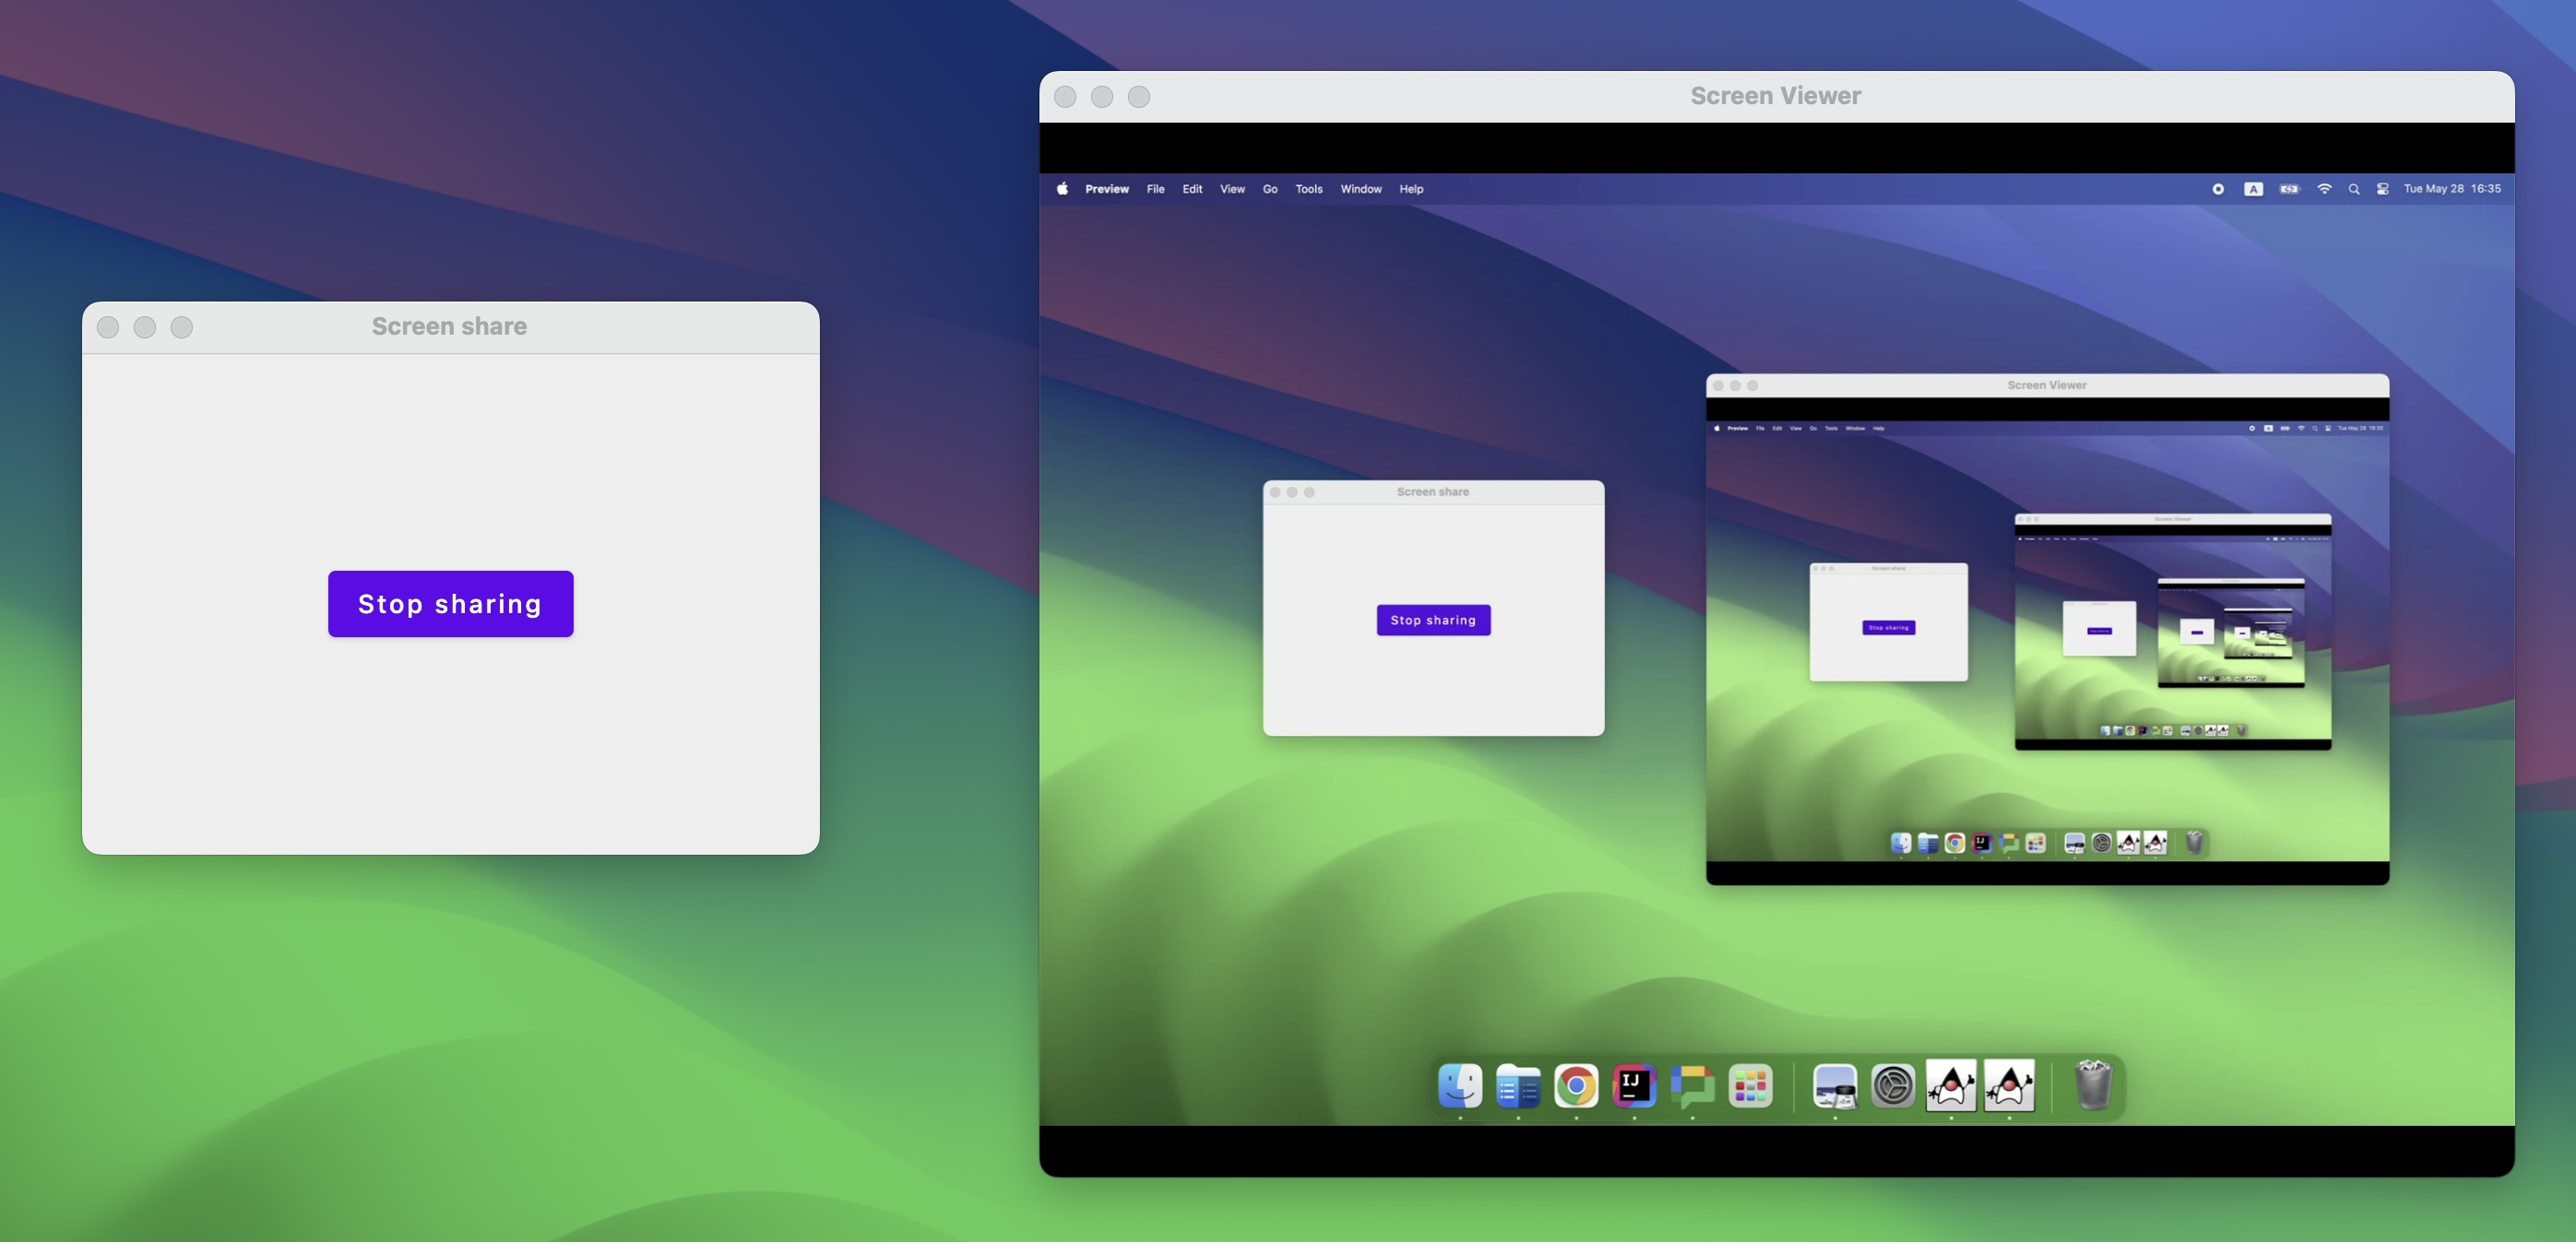 Screen Viewer
Preview File Edit View Go Tools Window Help A Tue May 28 16:35
Screen share
Stop sharing
Screen Viewer
Preview File Edit View Go Tools Window Help Tue May 28 16:35
Screen share
Stop sharing
Screen Viewer
Screen share
Stop sharing
IJ